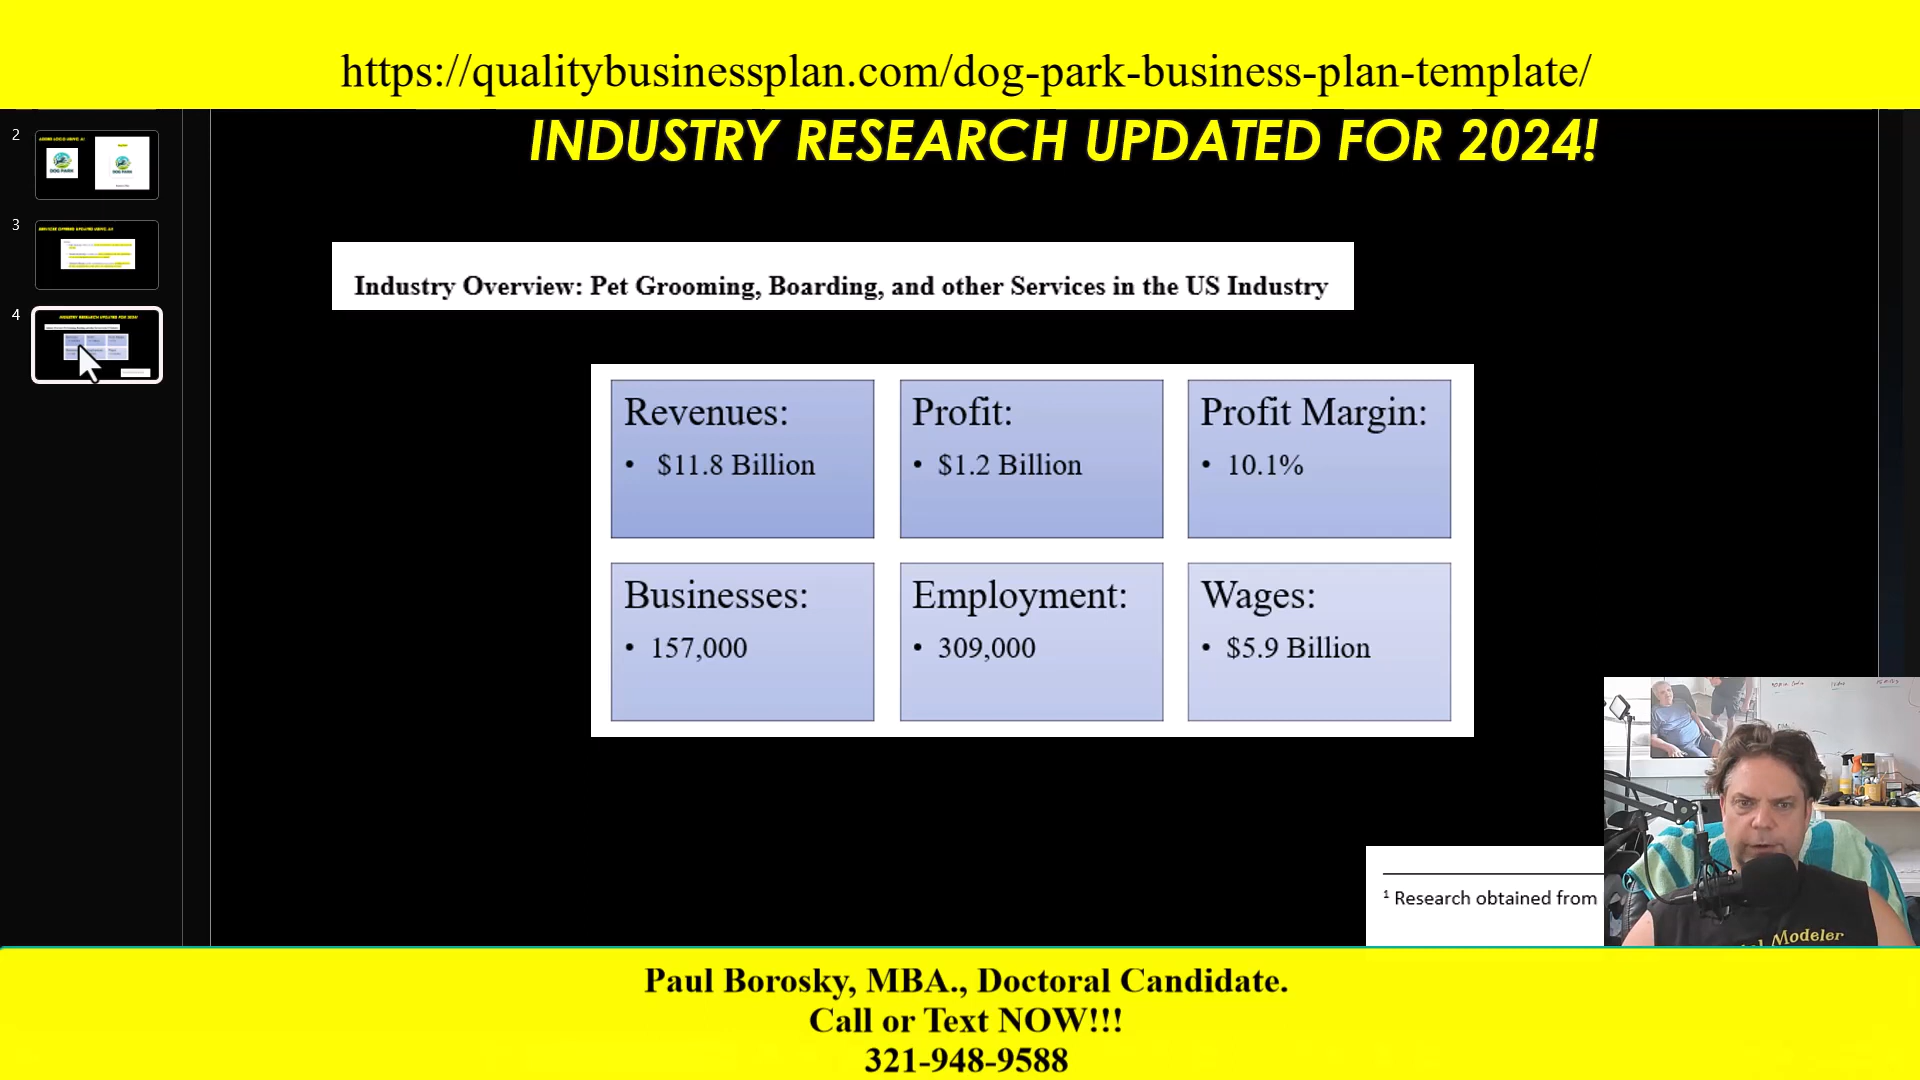 https://qualitybusinessplan.com/dog-park-business-plan-template/
INDUSTRY RESEARCH UPDATED FOR 2024!
2
3
4
Industry Overview: Pet Grooming, Boarding, and other Services in the US Industry
Revenues:
• $11.8 Billion
Profit:
• $1.2 Billion
Profit Margin:
• 10.1%
Businesses:
• 157,000
Employment:
• 309,000
Wages:
• $5.9 Billion
¹ Research obtained from
Modeler
Paul Borosky, MBA., Doctoral Candidate.
Call or Text NOW!!!
321-948-9588